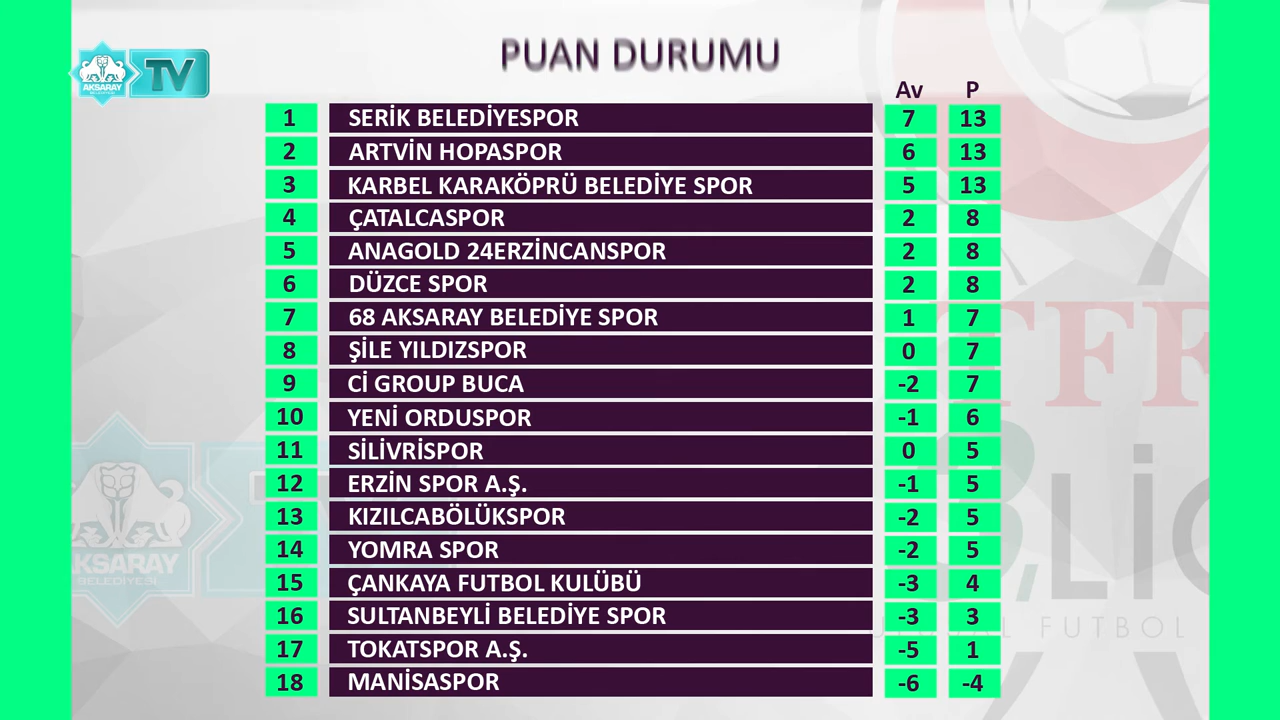 PUAN DURUMU
AKSARAY
BELEDİYESİ
TV
Av P
1 SERİK BELEDİYESPOR 7 13
2 ARTVİN HOPASPOR 6 13
3 KARBEL KARAKÖPRÜ BELEDİYE SPOR 5 13
4 ÇATALCASPOR 2 8
5 ANAGOLD 24ERZİNCANSPOR 2 8
6 DÜZCE SPOR 2 8
7 68 AKSARAY BELEDİYE SPOR 1 7
8 ŞİLE YILDIZSPOR 0 7
9 Cİ GROUP BUCA -2 7
10 YENİ ORDUSPOR -1 6
11 SİLİVRİSPOR 0 5
12 ERZİN SPOR A.Ş. -1 5
13 KIZILCABÖLÜKSPOR -2 5
14 YOMRA SPOR -2 5
15 ÇANKAYA FUTBOL KULÜBÜ -3 4
16 SULTANBEYLİ BELEDİYE SPOR -3 3
17 TOKATSPOR A.Ş. -5 1
18 MANİSASPOR -6 -4
TFF
LİG
FUTBOL
AKSARAY
BELEDİYESİ